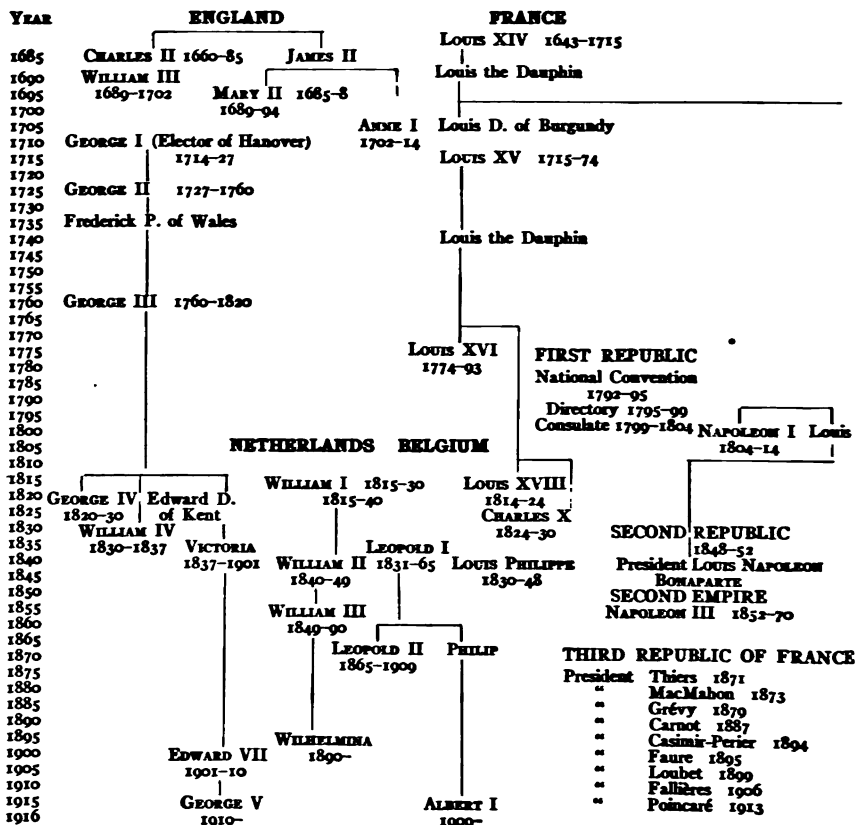 YEAR ENGLAND FRANCE
LOUIS XIV 1643-1715
1685 CHARLES II 1660-85 JAMES II
1690 WILLIAM III Louis the Dauphin
1695 1689-1702 MARY II 1685-8
1700 1689-94
1705 ANNE I Louis D. of Burgundy
1710 GEORGE I (Elector of Hanover) 1702-14
1715 1714-27 LOUIS XV 1715-74
1720
1725 GEORGE II 1727-1760
1730
1735 Frederick P. of Wales
1740 Louis the Dauphin
1745
1750
1755
1760 GEORGE III 1760-1820
1765
1770
1775 LOUIS XVI FIRST REPUBLIC
1780 1774-93 National Convention
1785
1790 1792-95
1795 Directory 1795-99
1800 Consulate 1799-1804 NAPOLEON I Louis
1805 NETHERLANDS BELGIUM 1804-14
1810
1815 WILLIAM I 1815-30 LOUIS XVIII
1820 GEORGE IV Edward D. 1815-40 1814-24
1825 1820-30 of Kent CHARLES X
1830 WILLIAM IV 1824-30 SECOND REPUBLIC
1835 1830-1837 VICTORIA LEOPOLD I 1848-52
1840 1837-1901 WILLIAM II 1831-65 LOUIS PHILIPPE President LOUIS NAPOLEON
1845 1840-49 1830-48 BONAPARTE
1850 SECOND EMPIRE
1855 WILLIAM III NAPOLEON III 1852-70
1860 1849-90
1865 LEOPOLD II PHILIP
1870 1865-1909 THIRD REPUBLIC OF FRANCE
1875 President Thiers 1871
1880 “ MacMahon 1873
1885 “ Grévy 1879
1890 “ Carnot 1887
1895 WILHELMINA “ Casimir-Perier 1894
1900 EDWARD VII 1890- “ Faure 1895
1905 1901-10 “ Loubet 1899
1910 “ Fallières 1906
1915 GEORGE V ALBERT I “ Poincaré 1913
1916 1910- 1909-